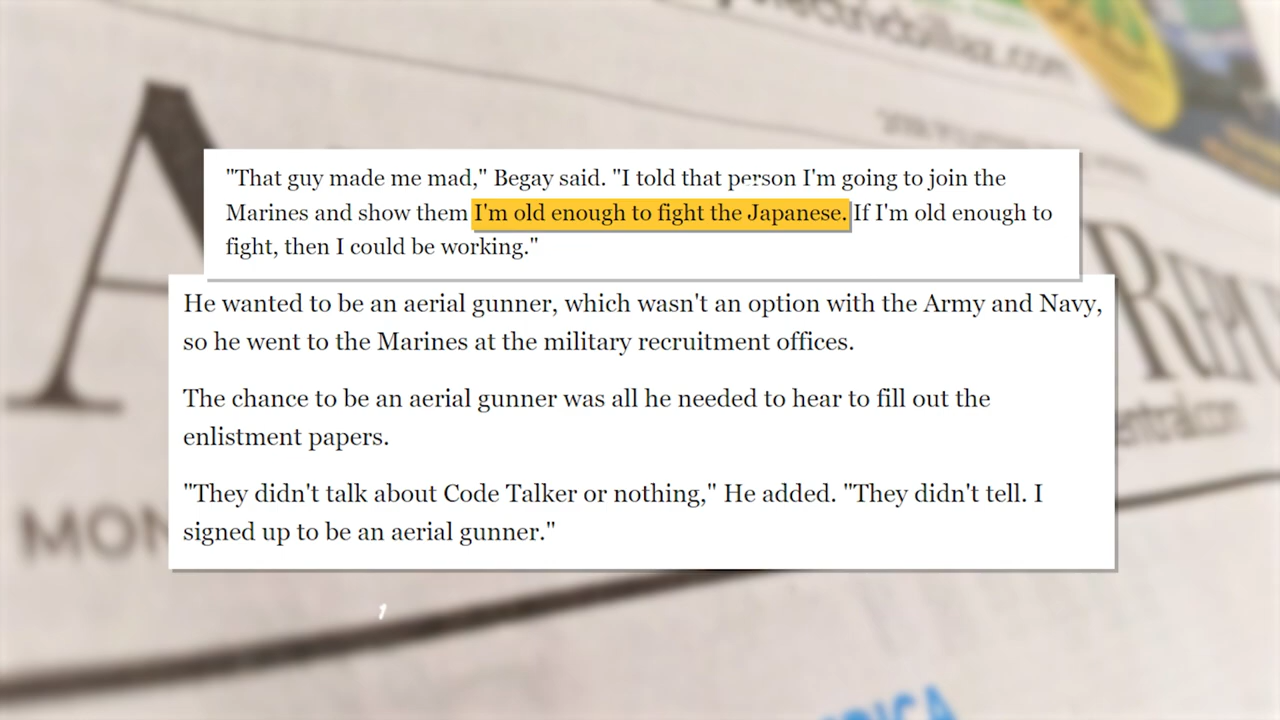 "That guy made me mad," Begay said. "I told that person I'm going to join the
Marines and show them I'm old enough to fight the Japanese. If I'm old enough to
fight, then I could be working."
He wanted to be an aerial gunner, which wasn't an option with the Army and Navy,
so he went to the Marines at the military recruitment offices.
The chance to be an aerial gunner was all he needed to hear to fill out the
enlistment papers.
"They didn't talk about Code Talker or nothing," He added. "They didn't tell. I
signed up to be an aerial gunner."